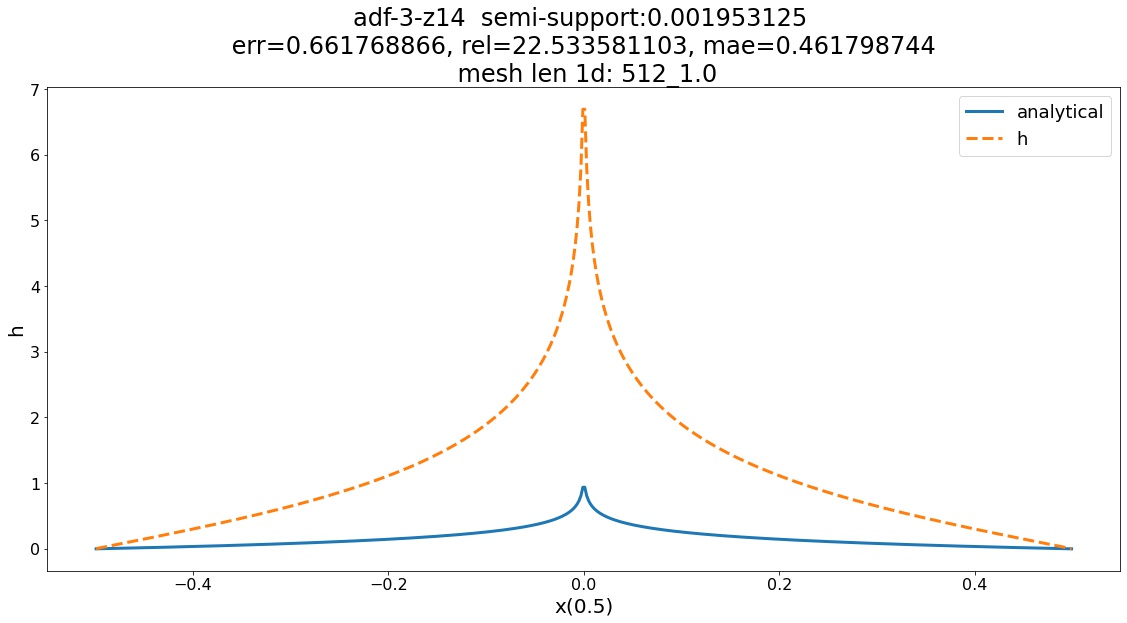 adf-3-z14  semi-support:0.001953125
err=0.661768866, rel=22.533581103, mae=0.461798744
mesh len 1d: 512_1.0
analytical
h
h
7
6
5
4
3
2
1
0
−0.4 −0.2 0.0 0.2 0.4
x(0.5)